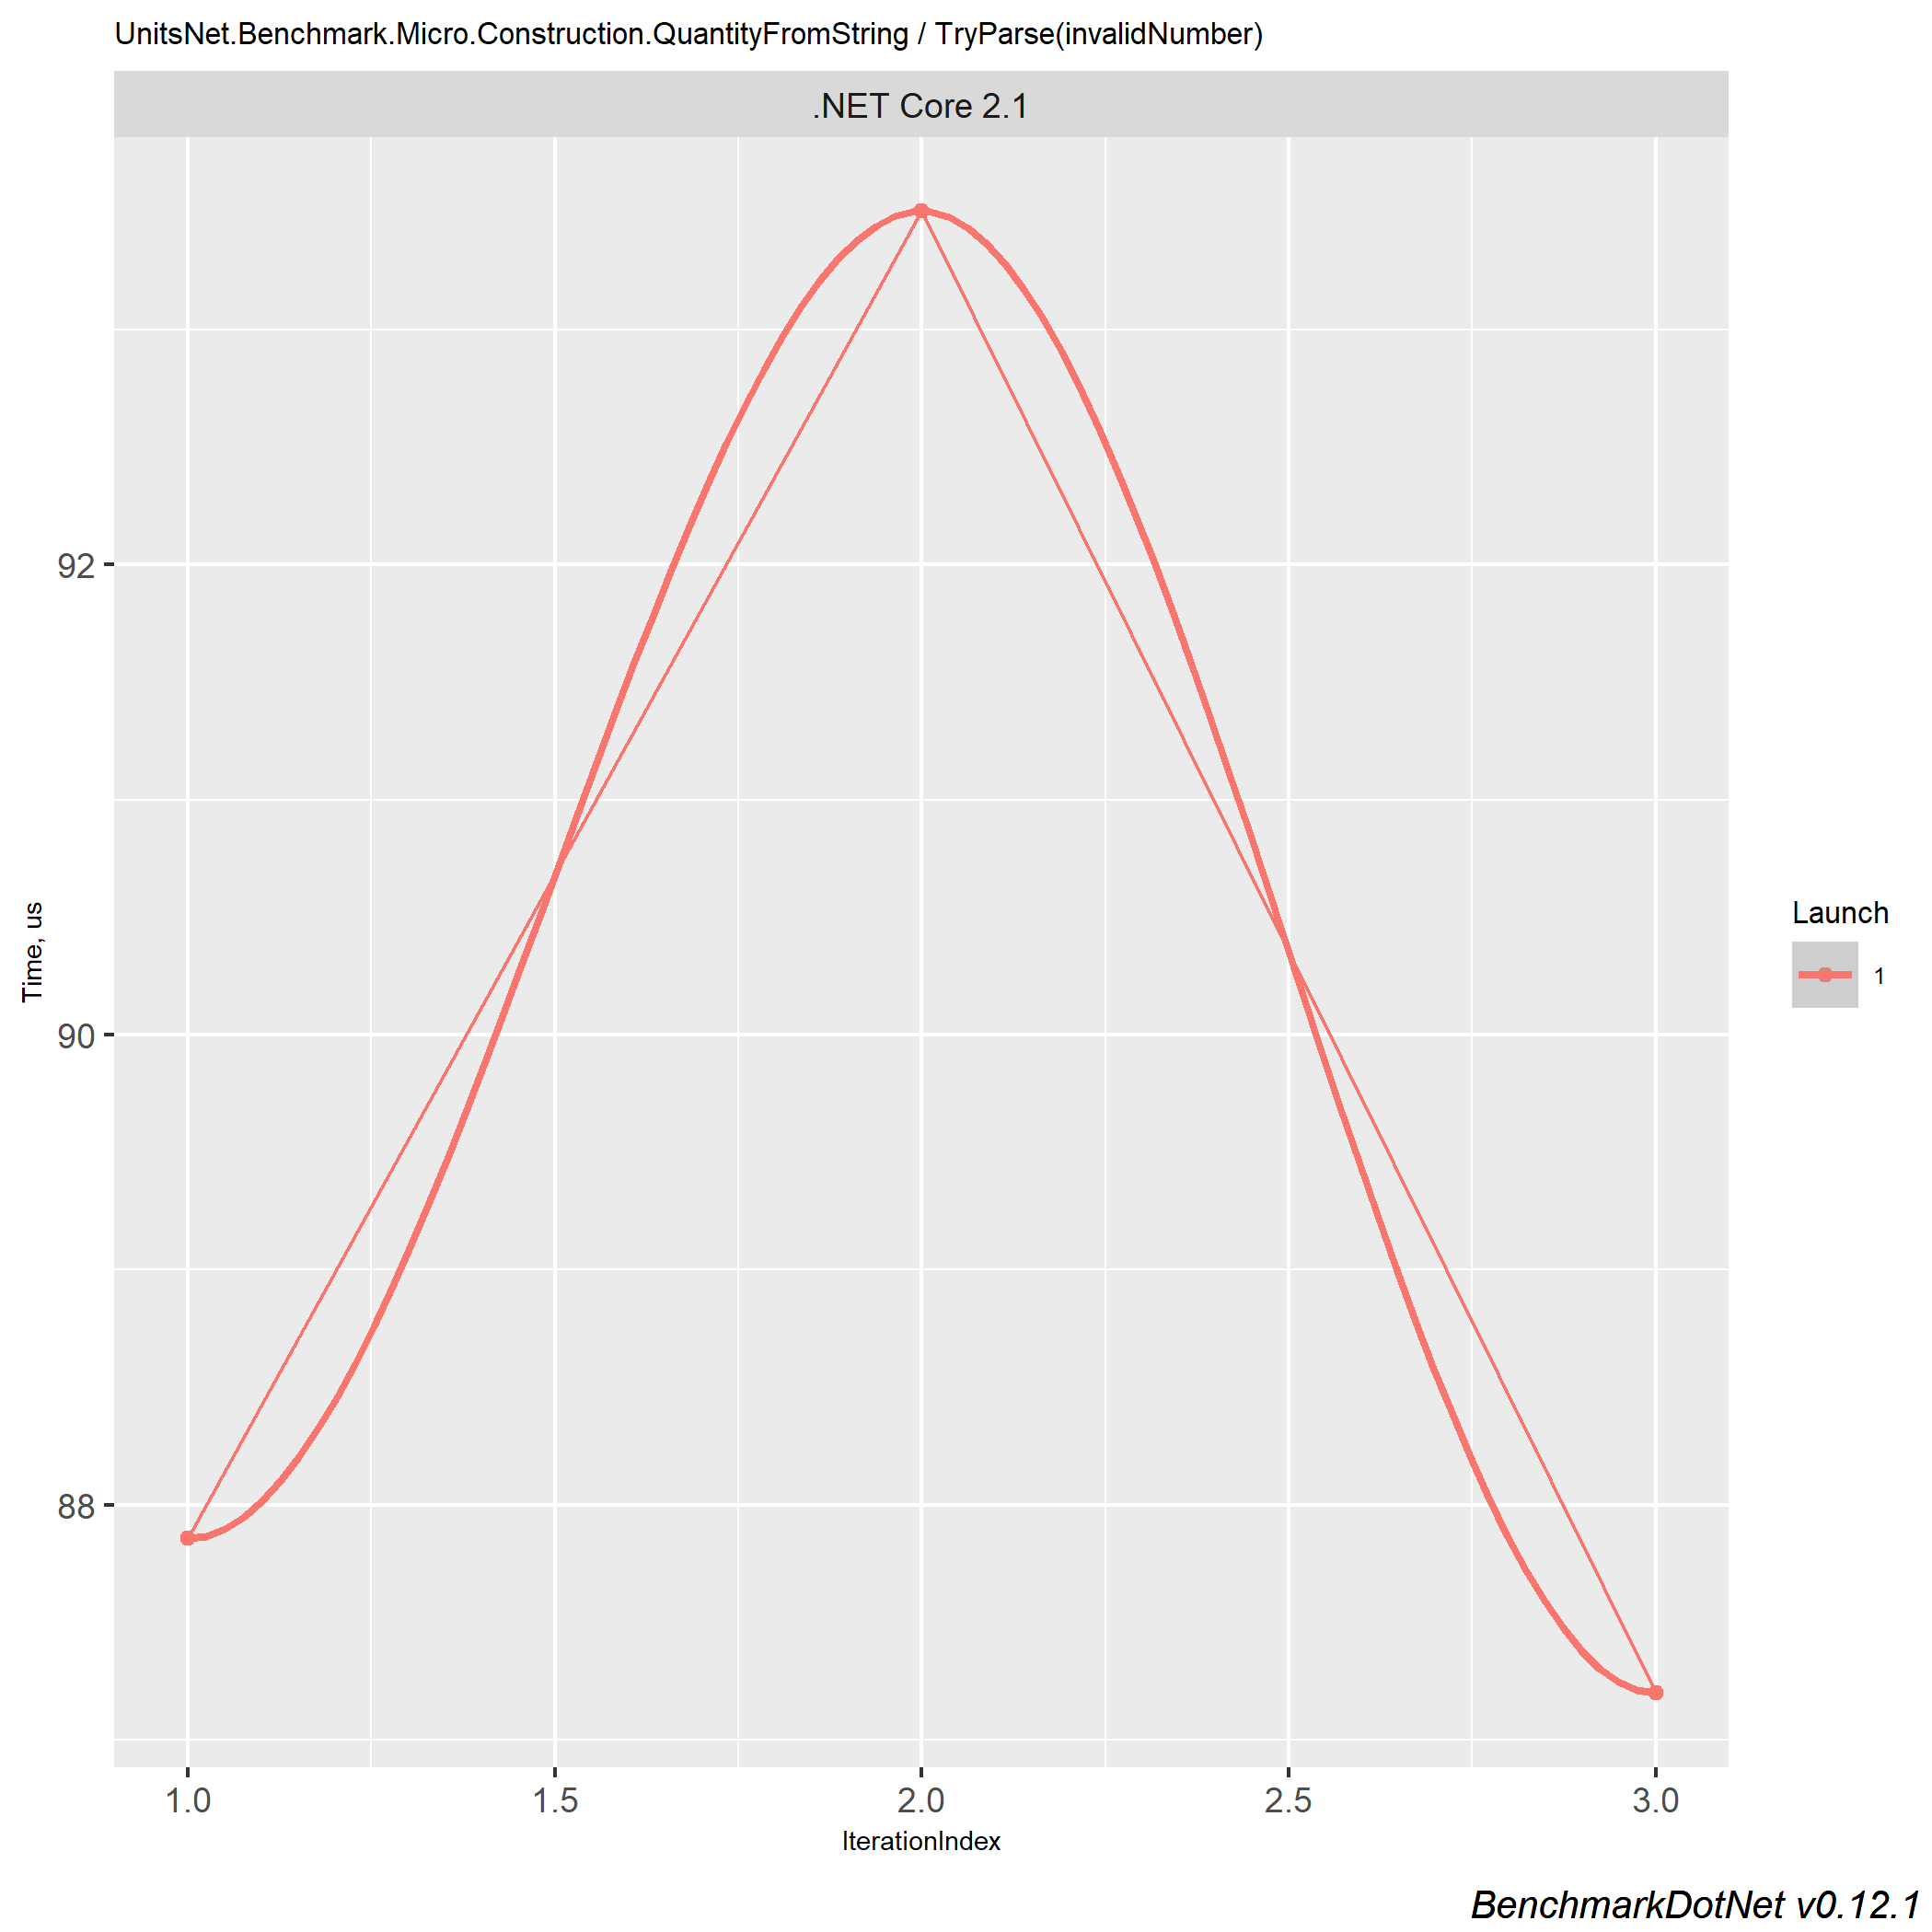 UnitsNet.Benchmark.Micro.Construction.QuantityFromString / TryParse(invalidNumber)
.NET Core 2.1
92
90
88
Time, us
Launch
1
1.0 1.5 2.0 2.5 3.0
IterationIndex
BenchmarkDotNet v0.12.1